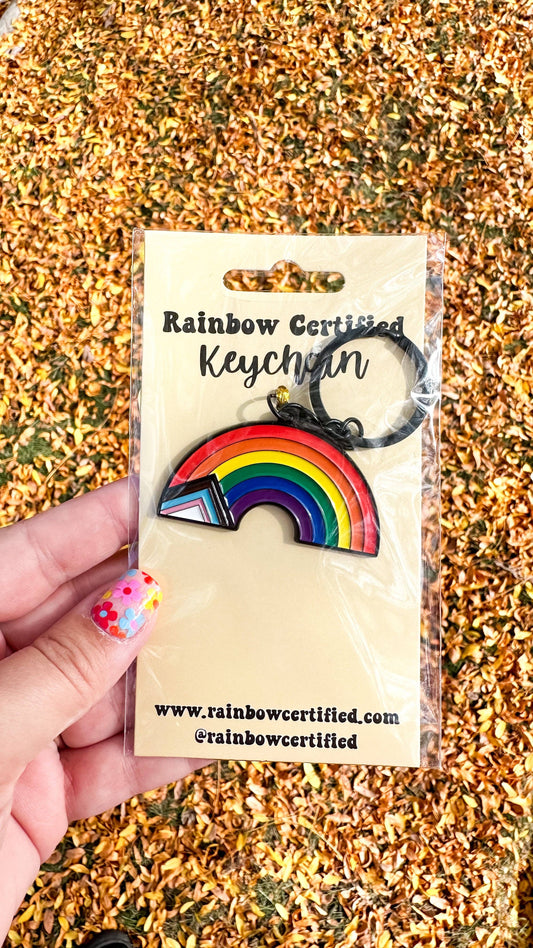 Rainbow Certified
Keychain
www.rainbowcertified.com
@rainbowcertified